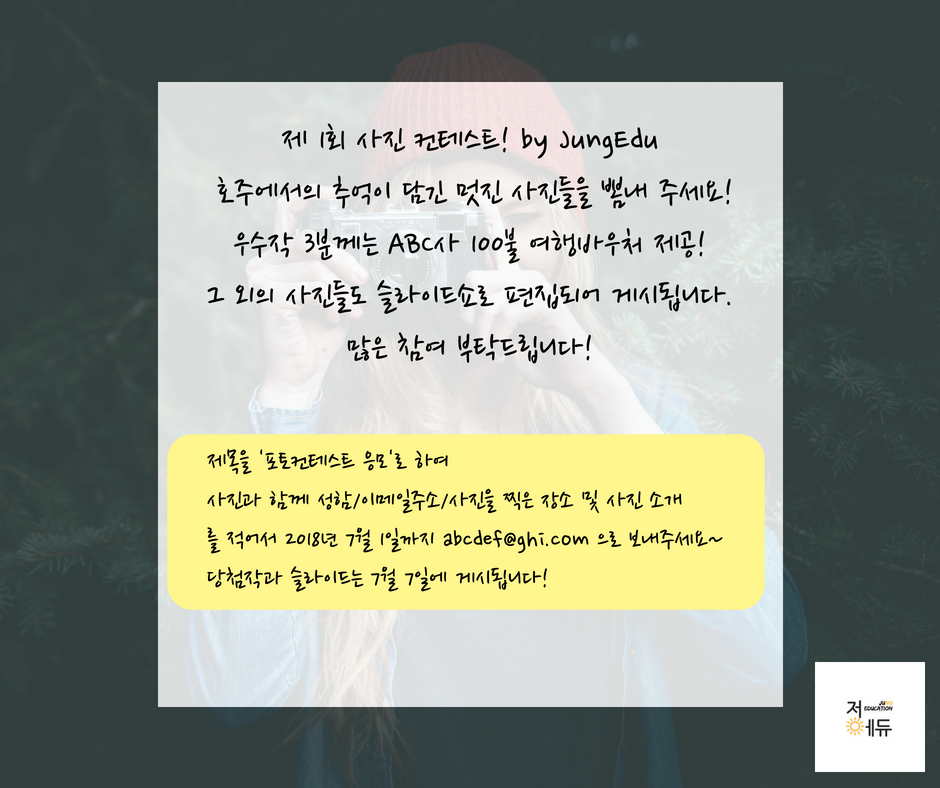 제 1회 사진 컨테스트! by JungEdu
호주에서의 추억이 담긴 멋진 사진들을 뽐내 주세요!
우수작 3분께는 ABC사 100불 여행바우처 제공!
그 외의 사진들도 슬라이드쇼로 편집되어 게시됩니다.
많은 참여 부탁드립니다!
제목을 '포토컨테스트 응모'로 하여
사진과 함께 성함/이메일주소/사진을 찍은 장소 및 사진 소개
를 적어서 2018년 7월 1일까지 abcdef@ghi.com 으로 보내주세요~
당첨작과 슬라이드는 7월 7일에 게시됩니다!
저 JUNG
EDUCATION
에듀